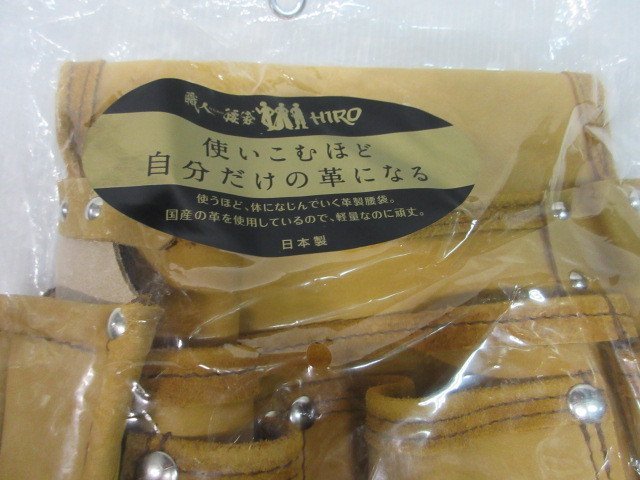 職人の腰袋 HIRO
使いこむほど
自分だけの革になる
使うほど、体になじんでいく革製腰袋。
国産の革を使用しているので、軽量なのに頑丈。
日本製